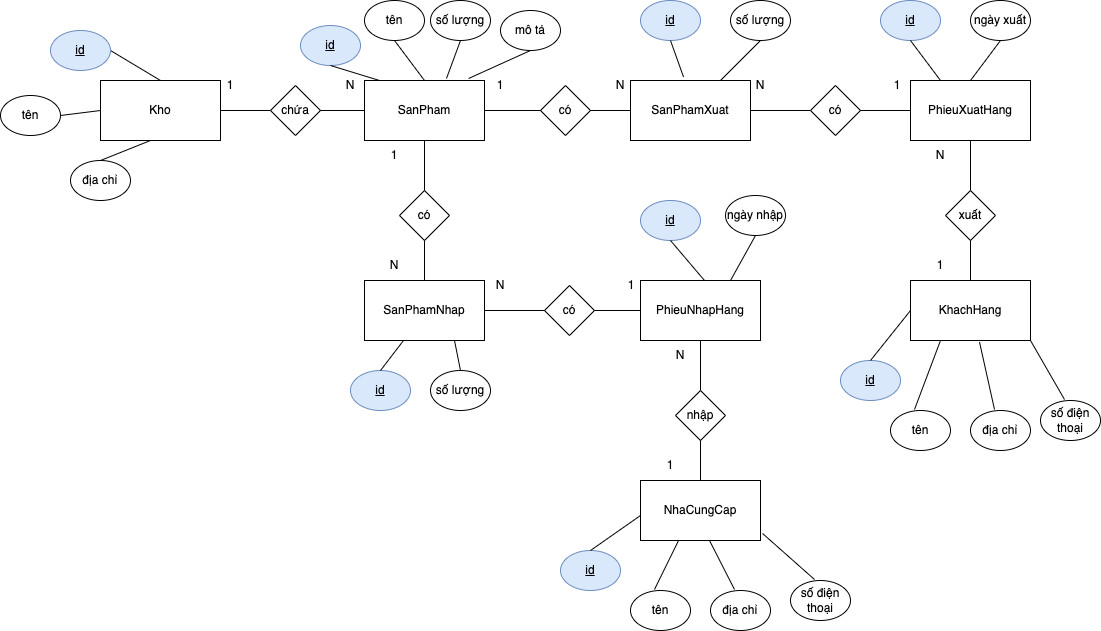 tên
số lượng
mô tả
id
id
id
số lượng
id
ngày xuất
1
N
1
N
N
1
tên
Kho
chứa
SanPham
có
SanPhamXuat
có
PhieuXuatHang
địa chỉ
1
N
có
xuất
id
ngày nhập
N
1
N
1
SanPhamNhap
có
PhieuNhapHang
KhachHang
id
số lượng
N
id
tên
địa chỉ
số điện
thoại
nhập
1
NhaCungCap
id
tên
địa chỉ
số điện
thoại